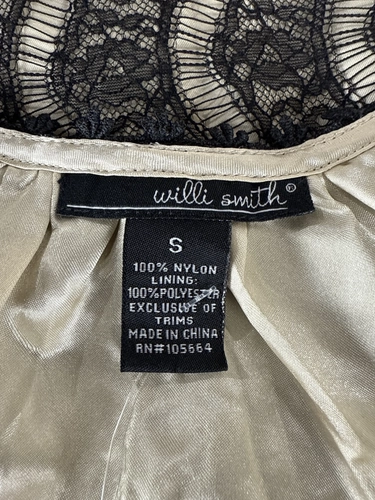 willi smith®
S
100% NYLON
LINING:
100%POLYESTER
EXCLUSIVE OF
TRIMS
MADE IN CHINA
RN#105664